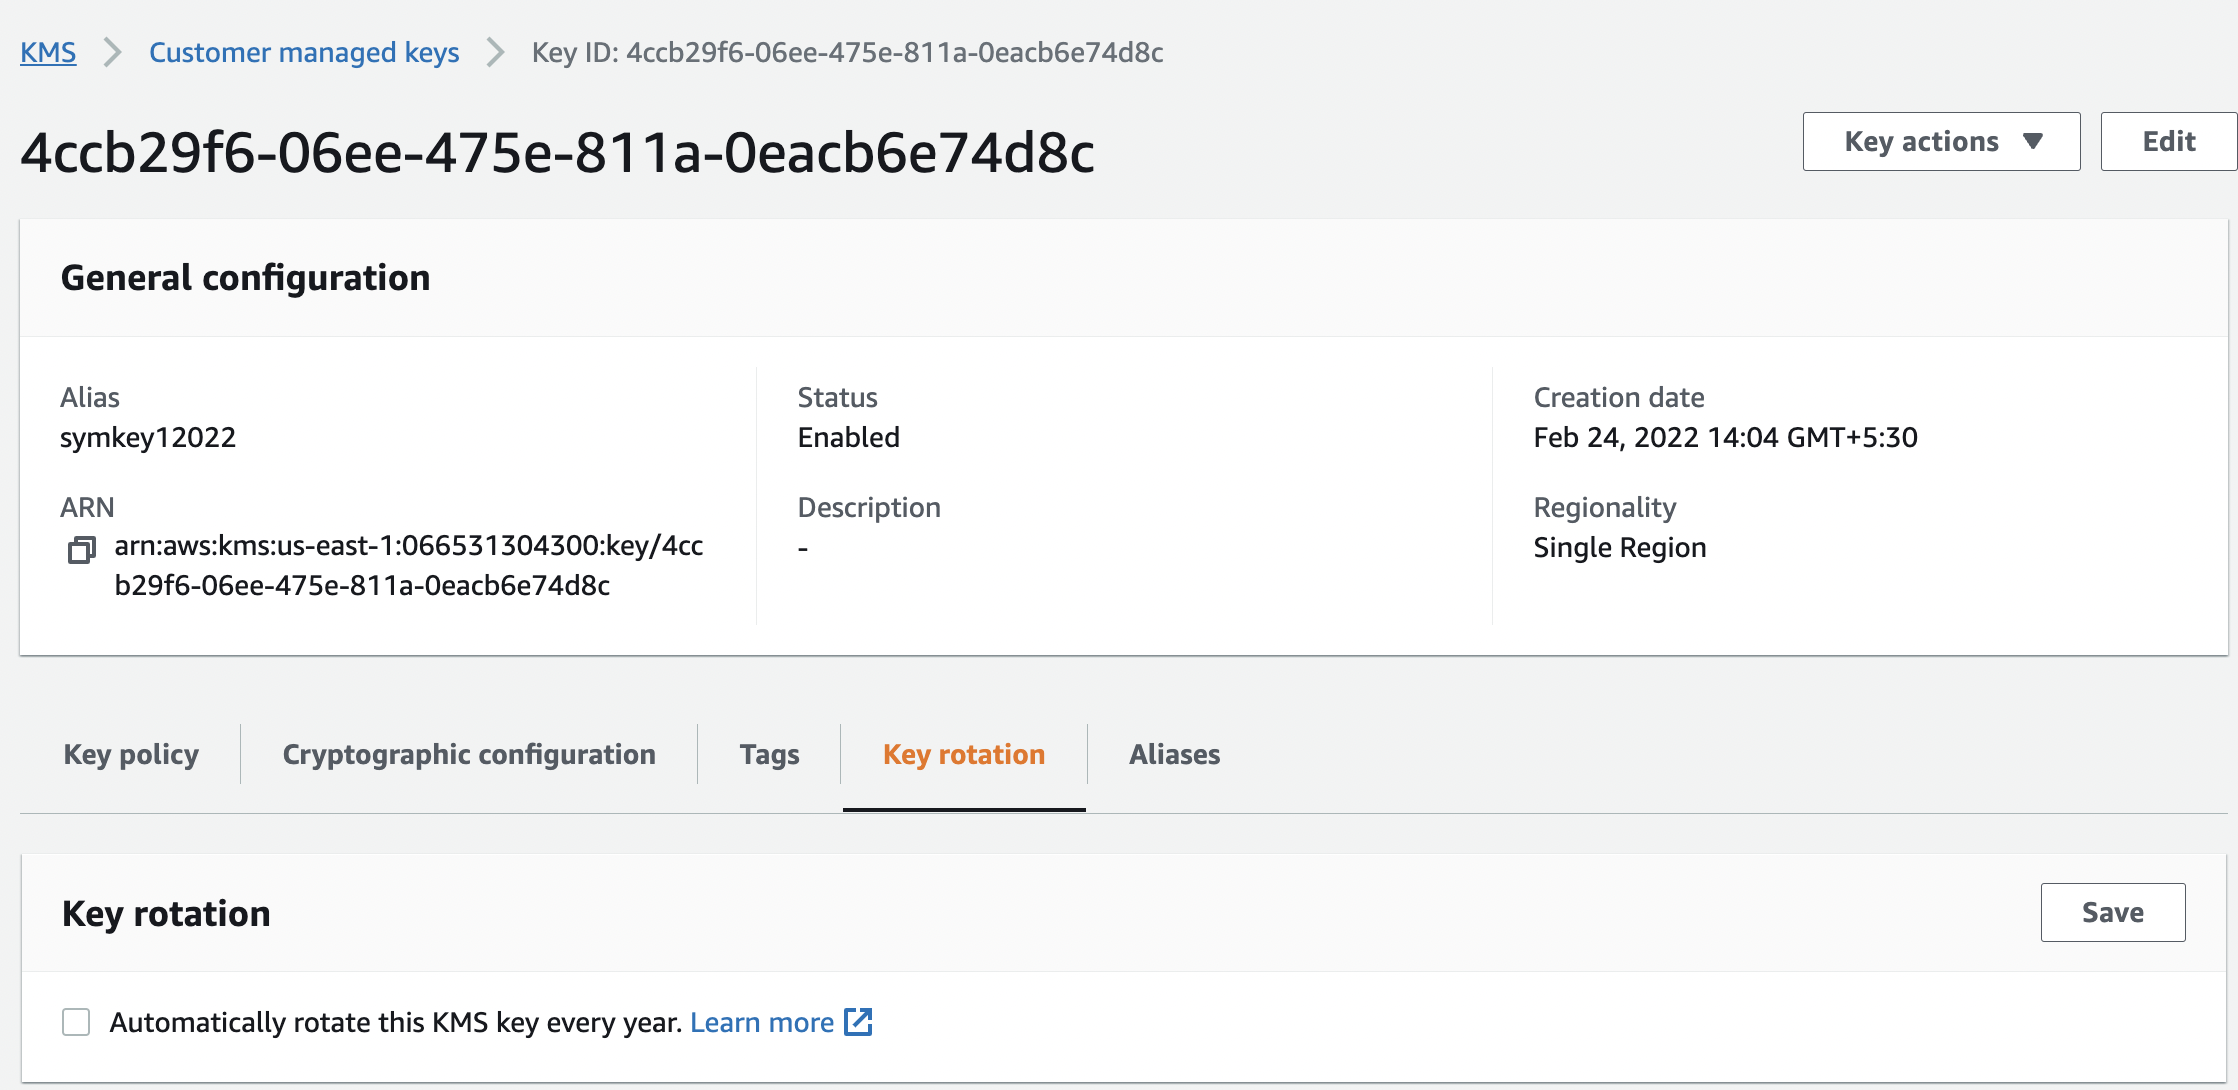 KMS > Customer managed keys > Key ID: 4ccb29f6-06ee-475e-811a-0eacb6e74d8c
4ccb29f6-06ee-475e-811a-0eacb6e74d8c
Key actions
Edit
General configuration
Alias
symkey12022
ARN
arn:aws:kms:us-east-1:066531304300:key/4cc
b29f6-06ee-475e-811a-0eacb6e74d8c
Status
Enabled
Description
-
Creation date
Feb 24, 2022 14:04 GMT+5:30
Regionality
Single Region
Key policy
Cryptographic configuration
Tags
Key rotation
Aliases
Key rotation
Save
Automatically rotate this KMS key every year. Learn more